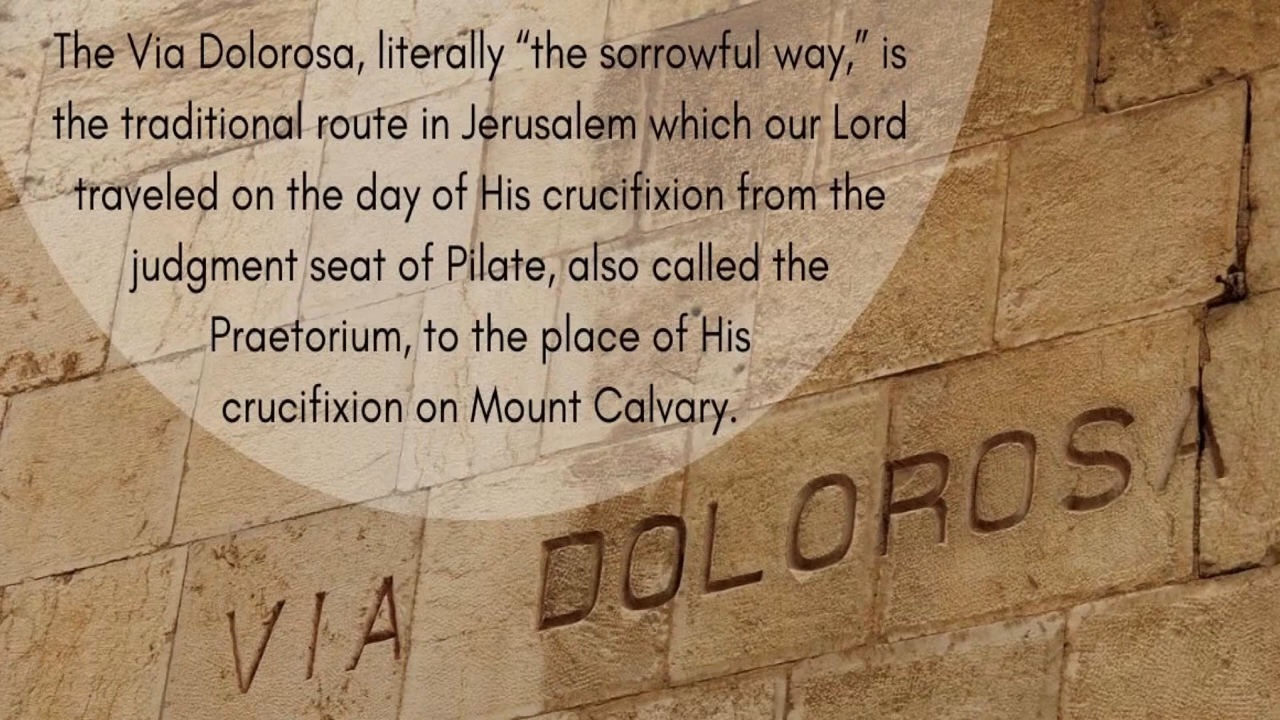 The Via Dolorosa, literally “the sorrowful way,” is
the traditional route in Jerusalem which our Lord
traveled on the day of His crucifixion from the
judgment seat of Pilate, also called the
Praetorium, to the place of His
crucifixion on Mount Calvary.
VIA DOLOROSA